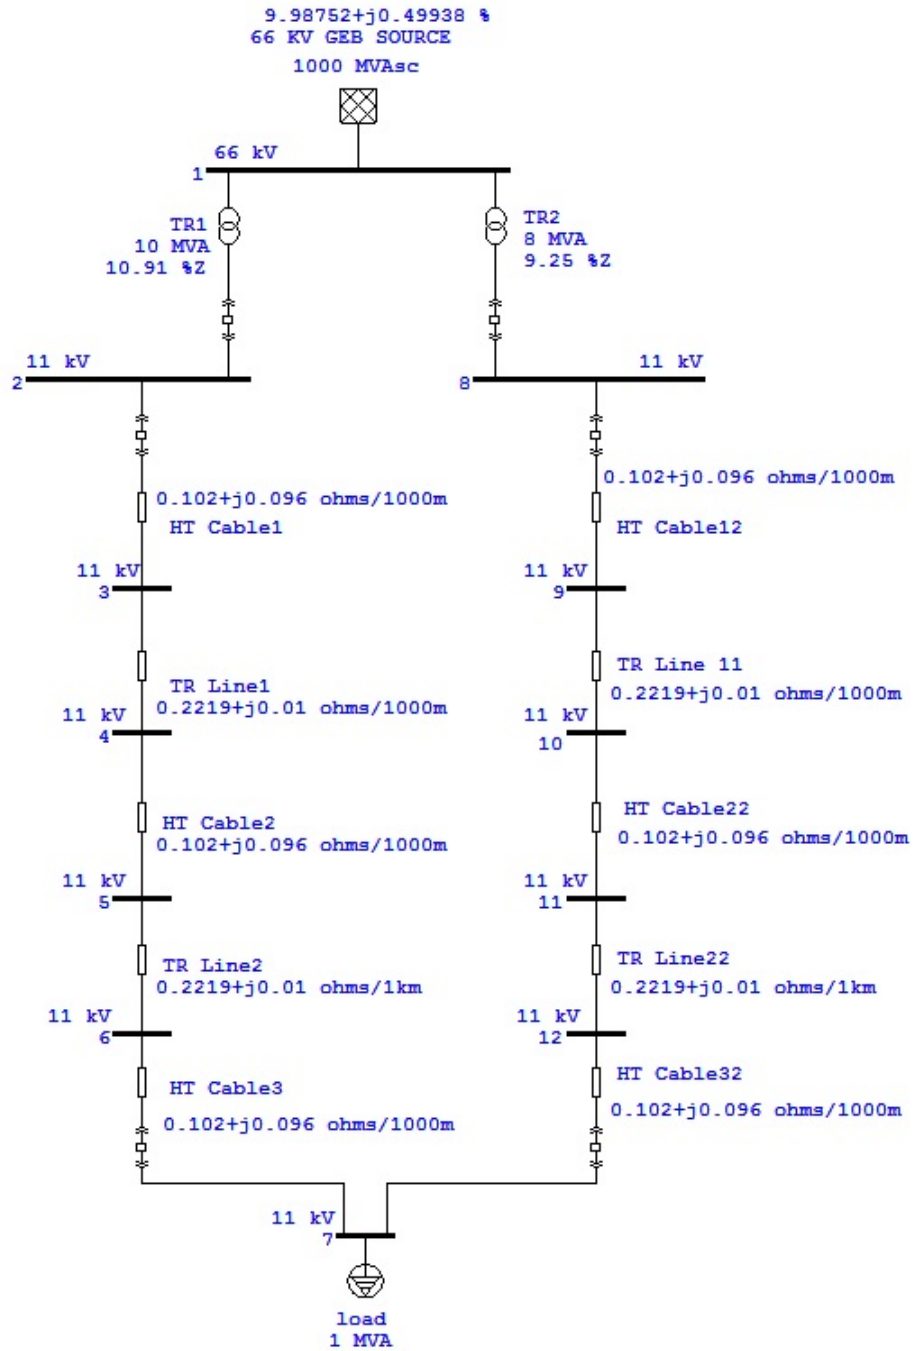 9.98752+j0.49938 %
66 KV GEB SOURCE
1000 MVAsc
66 kV
1
TR1
10 MVA
10.91 %Z
TR2
8 MVA
9.25 %Z
11 kV
2
11 kV
8
0.102+j0.096 ohms/1000m
HT Cable1
0.102+j0.096 ohms/1000m
HT Cable12
11 kV
3
11 kV
9
TR Line1
0.2219+j0.01 ohms/1000m
TR Line 11
0.2219+j0.01 ohms/1000m
11 kV
4
11 kV
10
HT Cable2
0.102+j0.096 ohms/1000m
HT Cable22
0.102+j0.096 ohms/1000m
11 kV
5
11 kV
11
TR Line2
0.2219+j0.01 ohms/1km
TR Line22
0.2219+j0.01 ohms/1km
11 kV
6
11 kV
12
HT Cable3
0.102+j0.096 ohms/1000m
HT Cable32
0.102+j0.096 ohms/1000m
11 kV
7
load
1 MVA